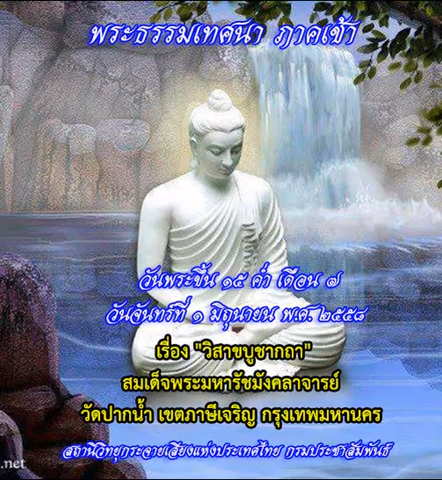 พระธรรมเทศนา ภาคเช้า
วันพระขึ้น ๑๕ ค่ำ เดือน ๗
วันจันทร์ที่ ๑ มิถุนายน พ.ศ. ๒๕๕๘
เรื่อง "วิสาขบูชากถา"
สมเด็จพระมหารัชมังคลาจารย์
วัดปากน้ำ เขตภาษีเจริญ กรุงเทพมหานคร
สถานีวิทยุกระจายเสียงแห่งประเทศไทย กรมประชาสัมพันธ์
.net